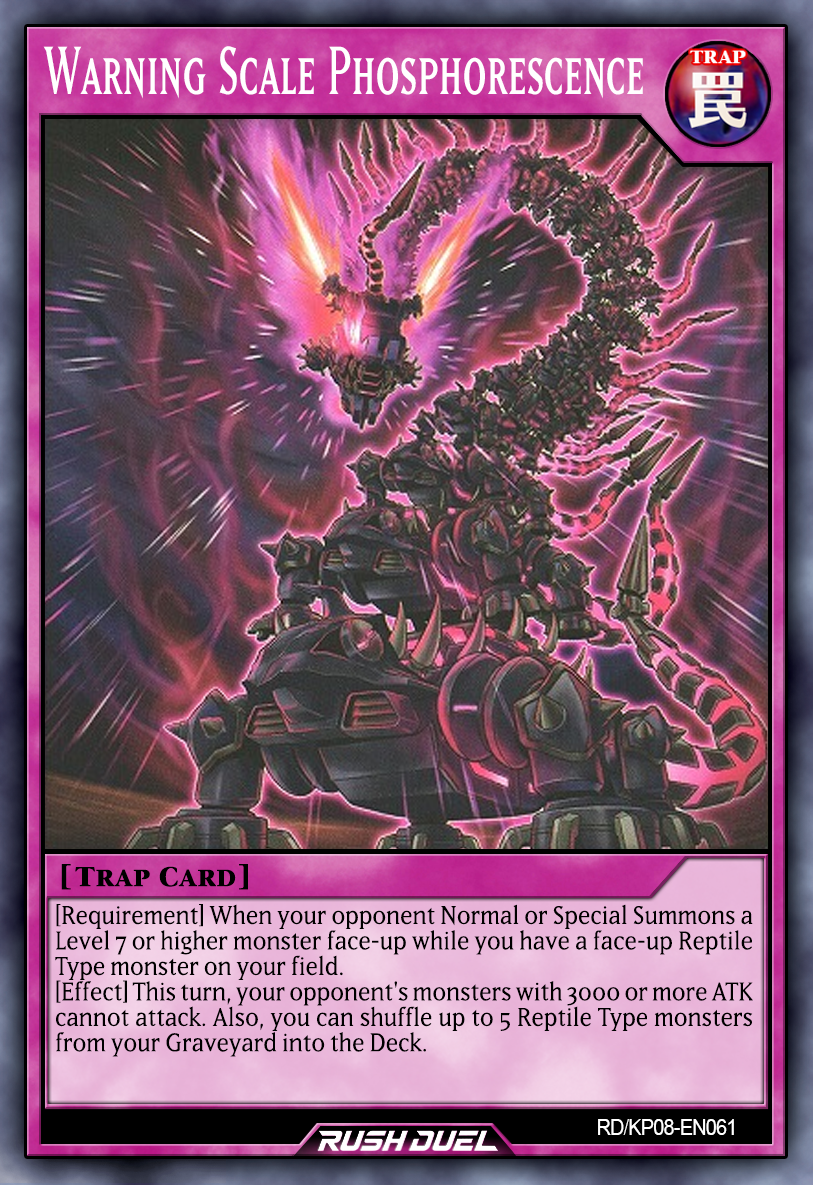 Warning Scale Phosphorescence
TRAP
罠
[Trap Card]
[Requirement] When your opponent Normal or Special Summons a
Level 7 or higher monster face-up while you have a face-up Reptile
Type monster on your field.
[Effect] This turn, your opponent's monsters with 3000 or more ATK
cannot attack. Also, you can shuffle up to 5 Reptile Type monsters
from your Graveyard into the Deck.
RD/KP08-EN061
RUSH DUEL